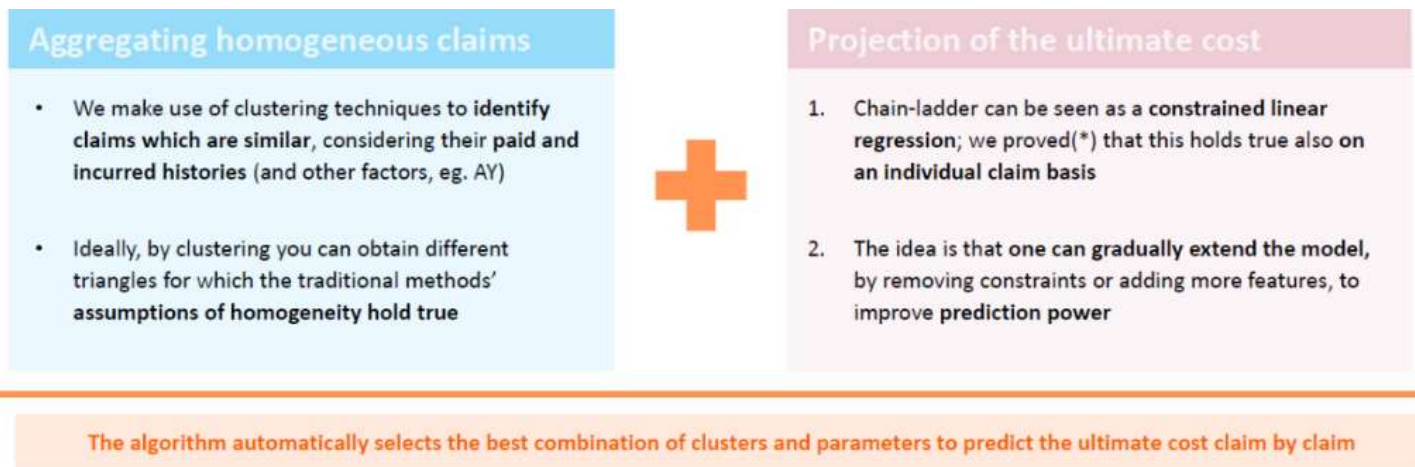 Aggregating homogeneous claims
• We make use of clustering techniques to identify
claims which are similar, considering their paid and
incurred histories (and other factors, eg. AY)
• Ideally, by clustering you can obtain different
triangles for which the traditional methods’
assumptions of homogeneity hold true
Projection of the ultimate cost
1. Chain-ladder can be seen as a constrained linear
regression; we proved(*) that this holds true also on
an individual claim basis
2. The idea is that one can gradually extend the model,
by removing constraints or adding more features, to
improve prediction power
The algorithm automatically selects the best combination of clusters and parameters to predict the ultimate cost claim by claim